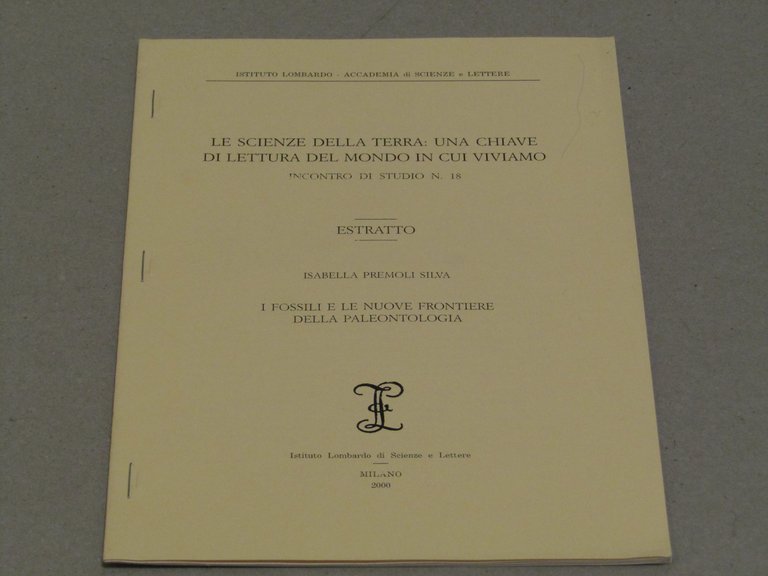 ISTITUTO LOMBARDO - ACCADEMIA di SCIENZE e LETTERE
LE SCIENZE DELLA TERRA: UNA CHIAVE
DI LETTURA DEL MONDO IN CUI VIVIAMO
INCONTRO DI STUDIO N. 18
ESTRATTO
ISABELLA PREMOLI SILVA
I FOSSILI E LE NUOVE FRONTIERE
DELLA PALEONTOLOGIA
Istituto Lombardo di Scienze e Lettere
MILANO
2000